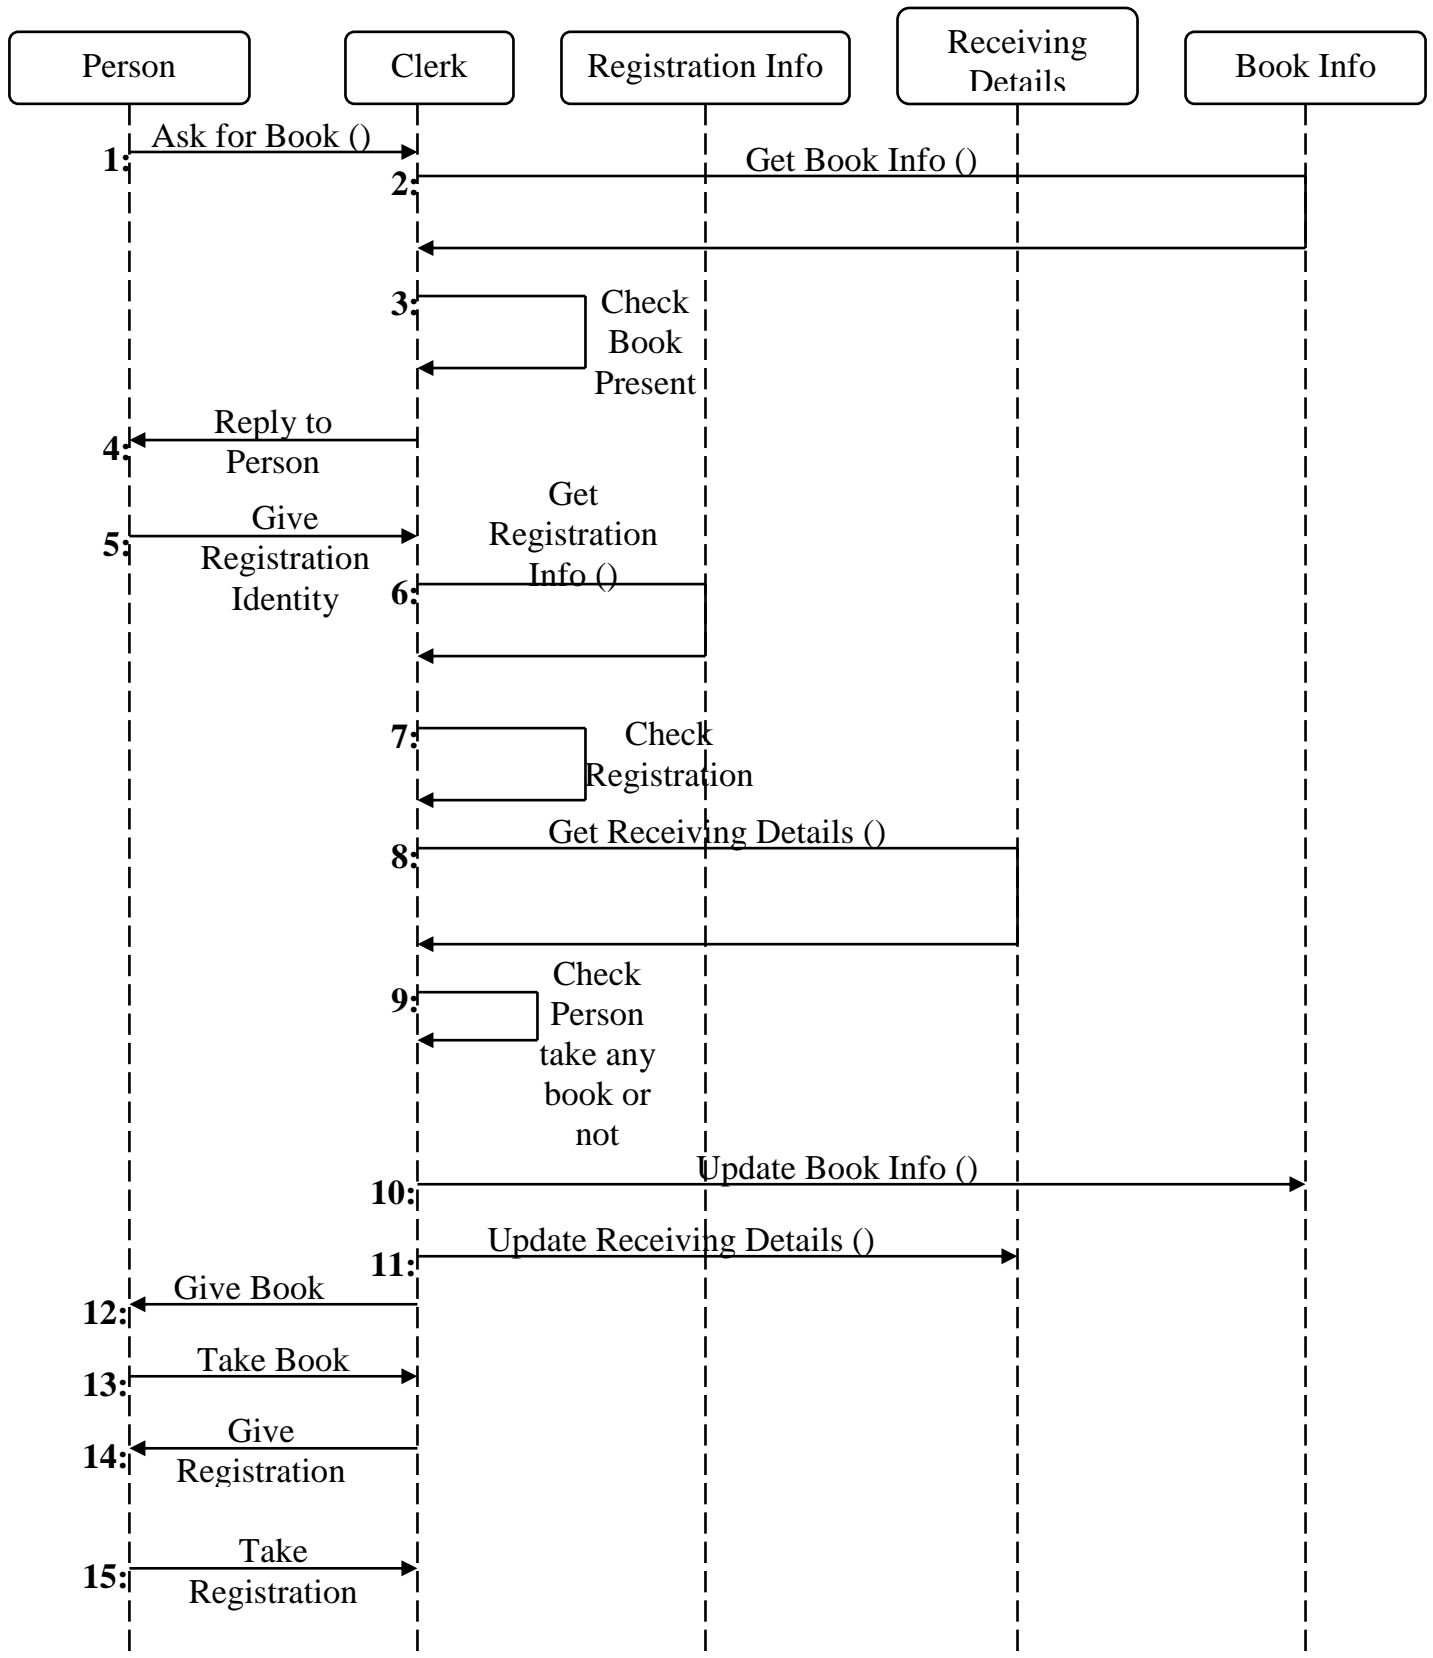 Person
Clerk
Registration Info
Receiving
Details
Book Info
1:
Ask for Book ()
2:
Get Book Info ()
3:
Check
Book
Present
4:
Reply to
Person
5:
Give
Registration
Identity
6:
Get
Registration
Info ()
7:
Check
Registration
8:
Get Receiving Details ()
9:
Check
Person
take any
book or
not
10:
Update Book Info ()
11:
Update Receiving Details ()
12:
Give Book
13:
Take Book
14:
Give
Registration
15:
Take
Registration